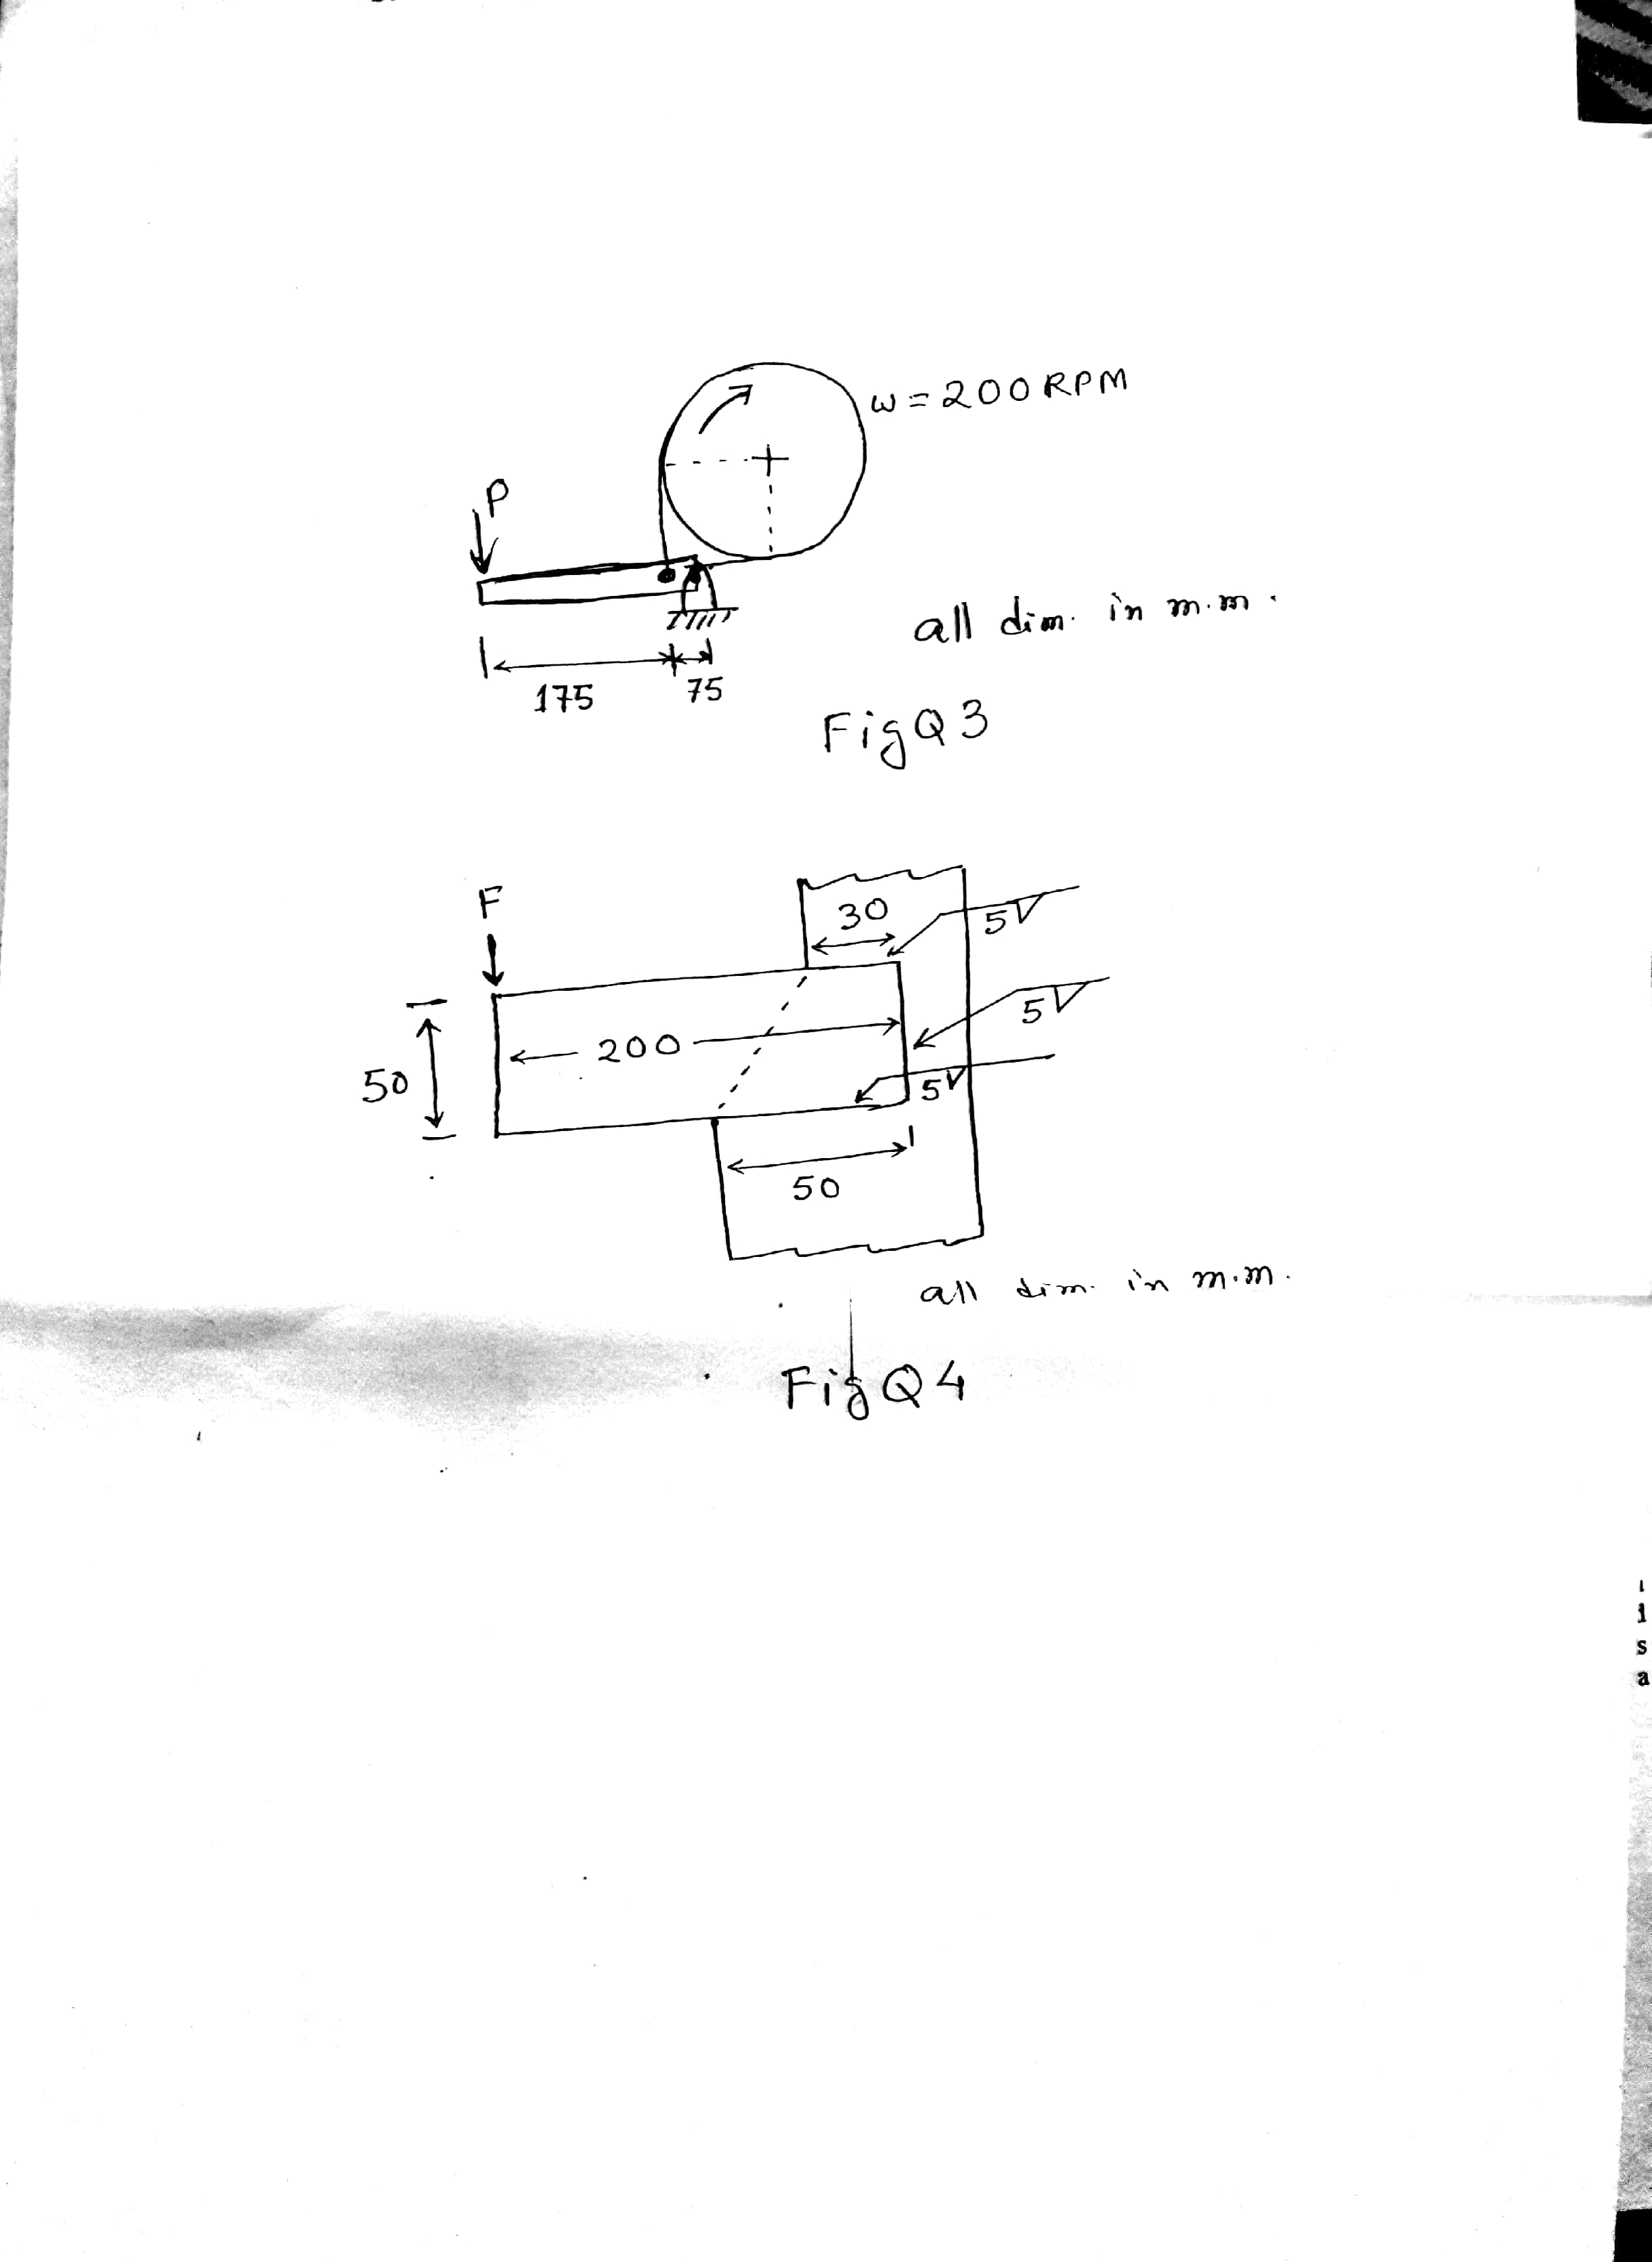 ω = 200 RPM
P
all dim. in m.m.
175
75
Fig Q 3
F
30
5
5
200
50
5
50
all dim. in m.m.
Fig Q 4
i
s
a